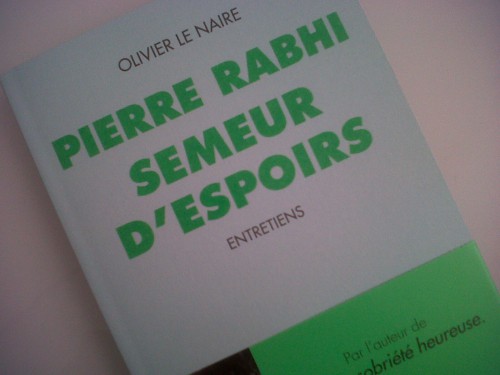 OLIVIER LE NAIRE
PIERRE RABHI
SEMEUR
D'ESPOIRS
ENTRETIENS
Par l'auteur de
sobriété heureuse.